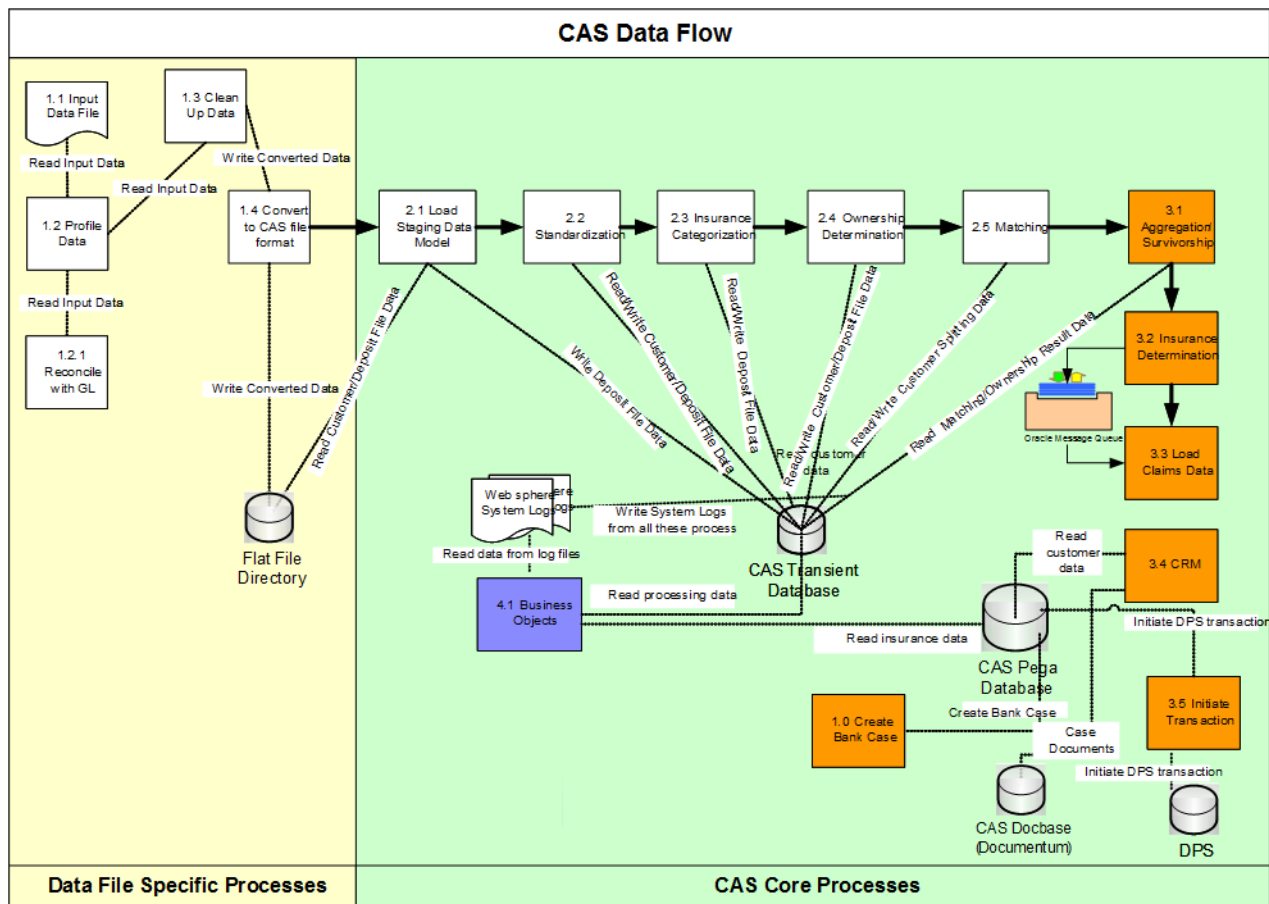 CAS Data Flow
1.1 Input
Data File
1.3 Clean
Up Data
Read Input Data
Read Input Data
Write Converted Data
1.2 Profile
Data
1.4 Convert
to CAS file
format
2.1 Load
Staging Data
Model
2.2
Standardization
2.3 Insurance
Categorization
2.4 Ownership
Determination
2.5 Matching
3.1
Aggregation/
Survivorship
Read Input Data
1.2.1
Reconcile
with GL
Write Converted Data
Read Customer/Deposit File Data
Write Deposit File Data
Read/Write Customer/Deposit File Data
Read/Write Deposit File Data
Read/Write Customer/Deposit File Data
Read/Write Customer Splitting Data
Read Matching/Ownership Result Data
3.2
Insurance
Determination
Oracle Message Queue
3.3 Load
Claims Data
customer
data
Web sphere
System Logs
Write System Logs
from all these process
Flat File
Directory
Read data from log files
CAS Transient
Database
4.1 Business
Objects
Read processing data
Read insurance data
Read
customer
data
3.4 CRM
CAS Pega
Database
Initiate DPS transaction
3.5 Initiate
Transaction
1.0 Create
Bank Case
Create Bank Case
Case
Documents
Initiate DPS transaction
CAS Docbase
(Documentum)
DPS
Data File Specific Processes
CAS Core Processes